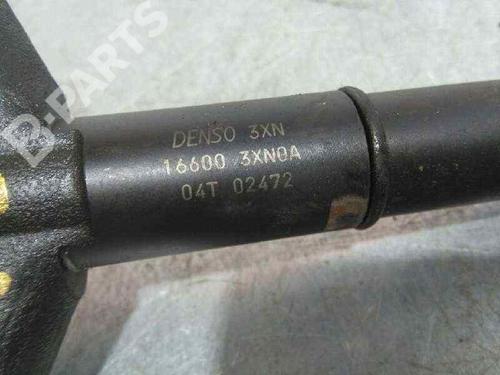 B-PARTS
DENSO 3XN
16600 3XN0A
04T 02472